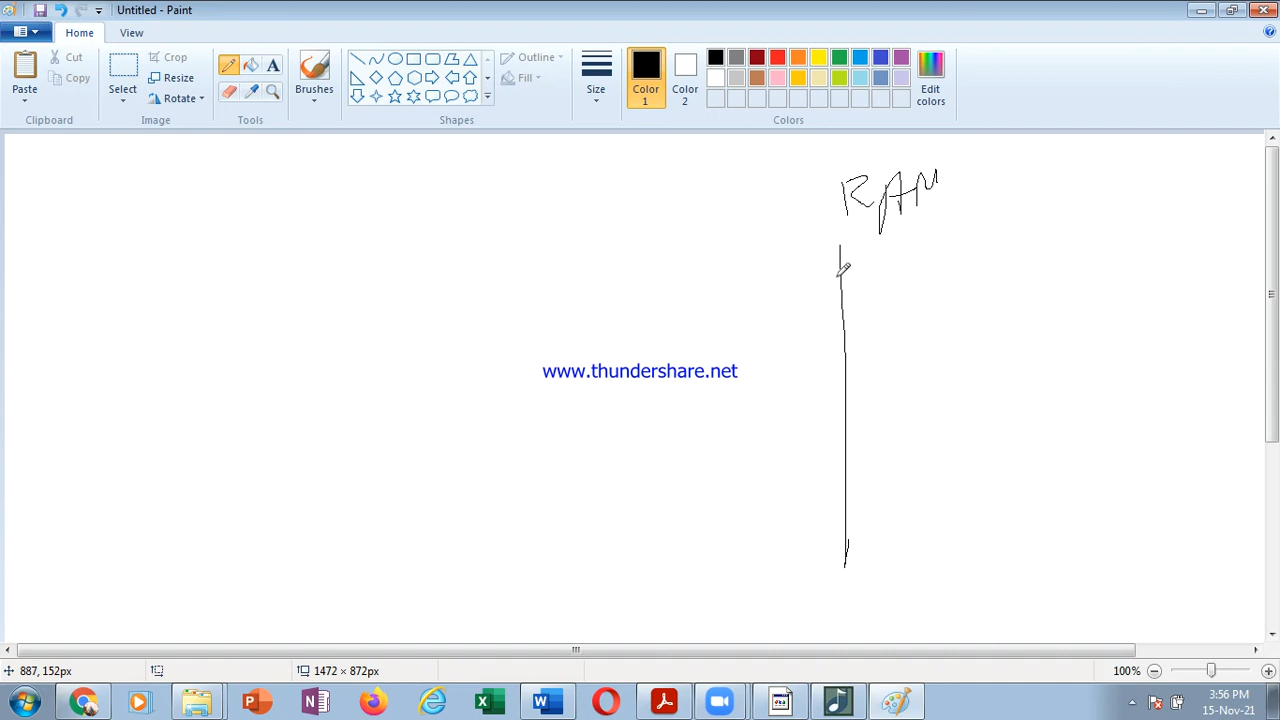 Untitled - Paint
Home View
Paste
Cut
Copy
Clipboard
Select
Crop
Resize
Rotate
Image
Tools
Brushes
Outline
Fill
Shapes
Size
Color 1
Color 2
Edit colors
Colors
RAM
www.thundershare.net
887, 152px
1472 × 872px
100%
3:56 PM
15-Nov-21